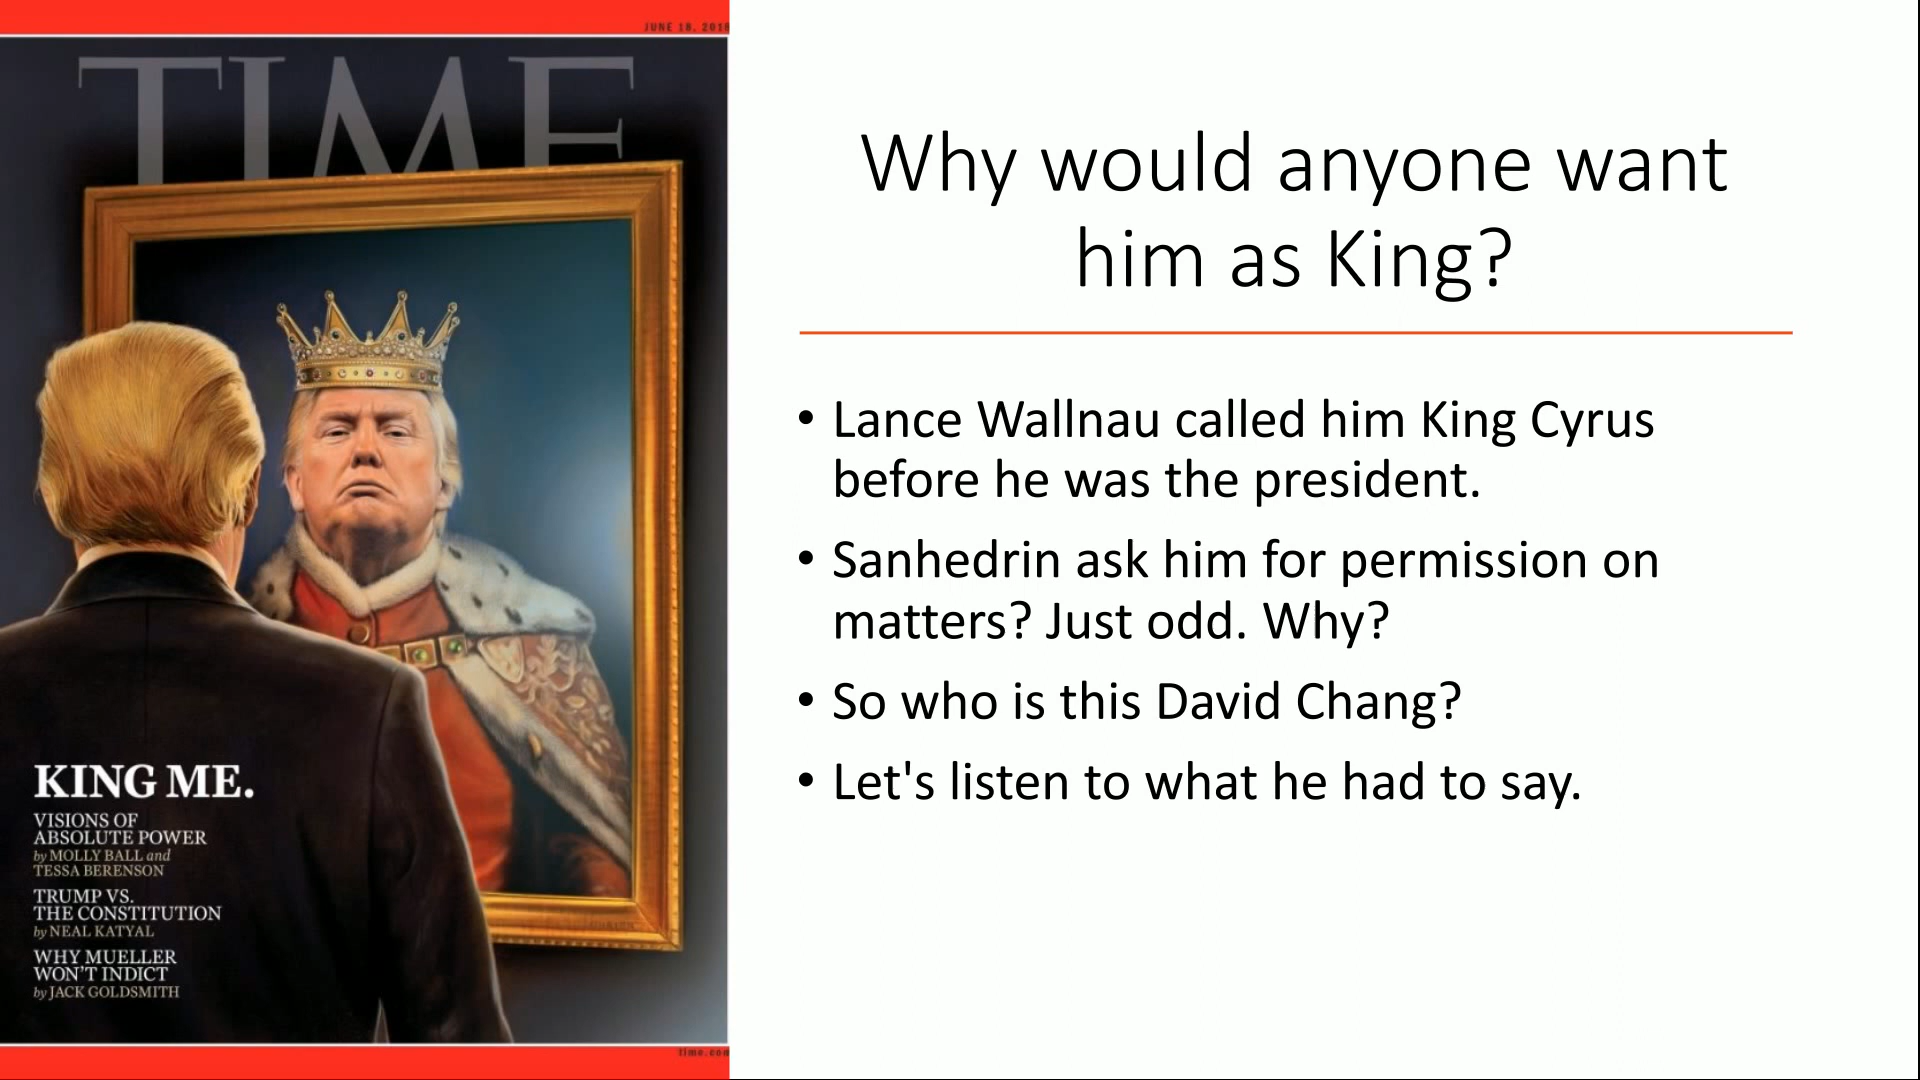 JUNE 18, 2018
TIME
KING ME.
VISIONS OF
ABSOLUTE POWER
by MOLLY BALL and
TESSA BERENSON
TRUMP VS.
THE CONSTITUTION
by NEAL KATYAL
WHY MUELLER
WON'T INDICT
by JACK GOLDSMITH
time.com
Why would anyone want
him as King?
• Lance Wallnau called him King Cyrus
before he was the president.
• Sanhedrin ask him for permission on
matters? Just odd. Why?
• So who is this David Chang?
• Let's listen to what he had to say.